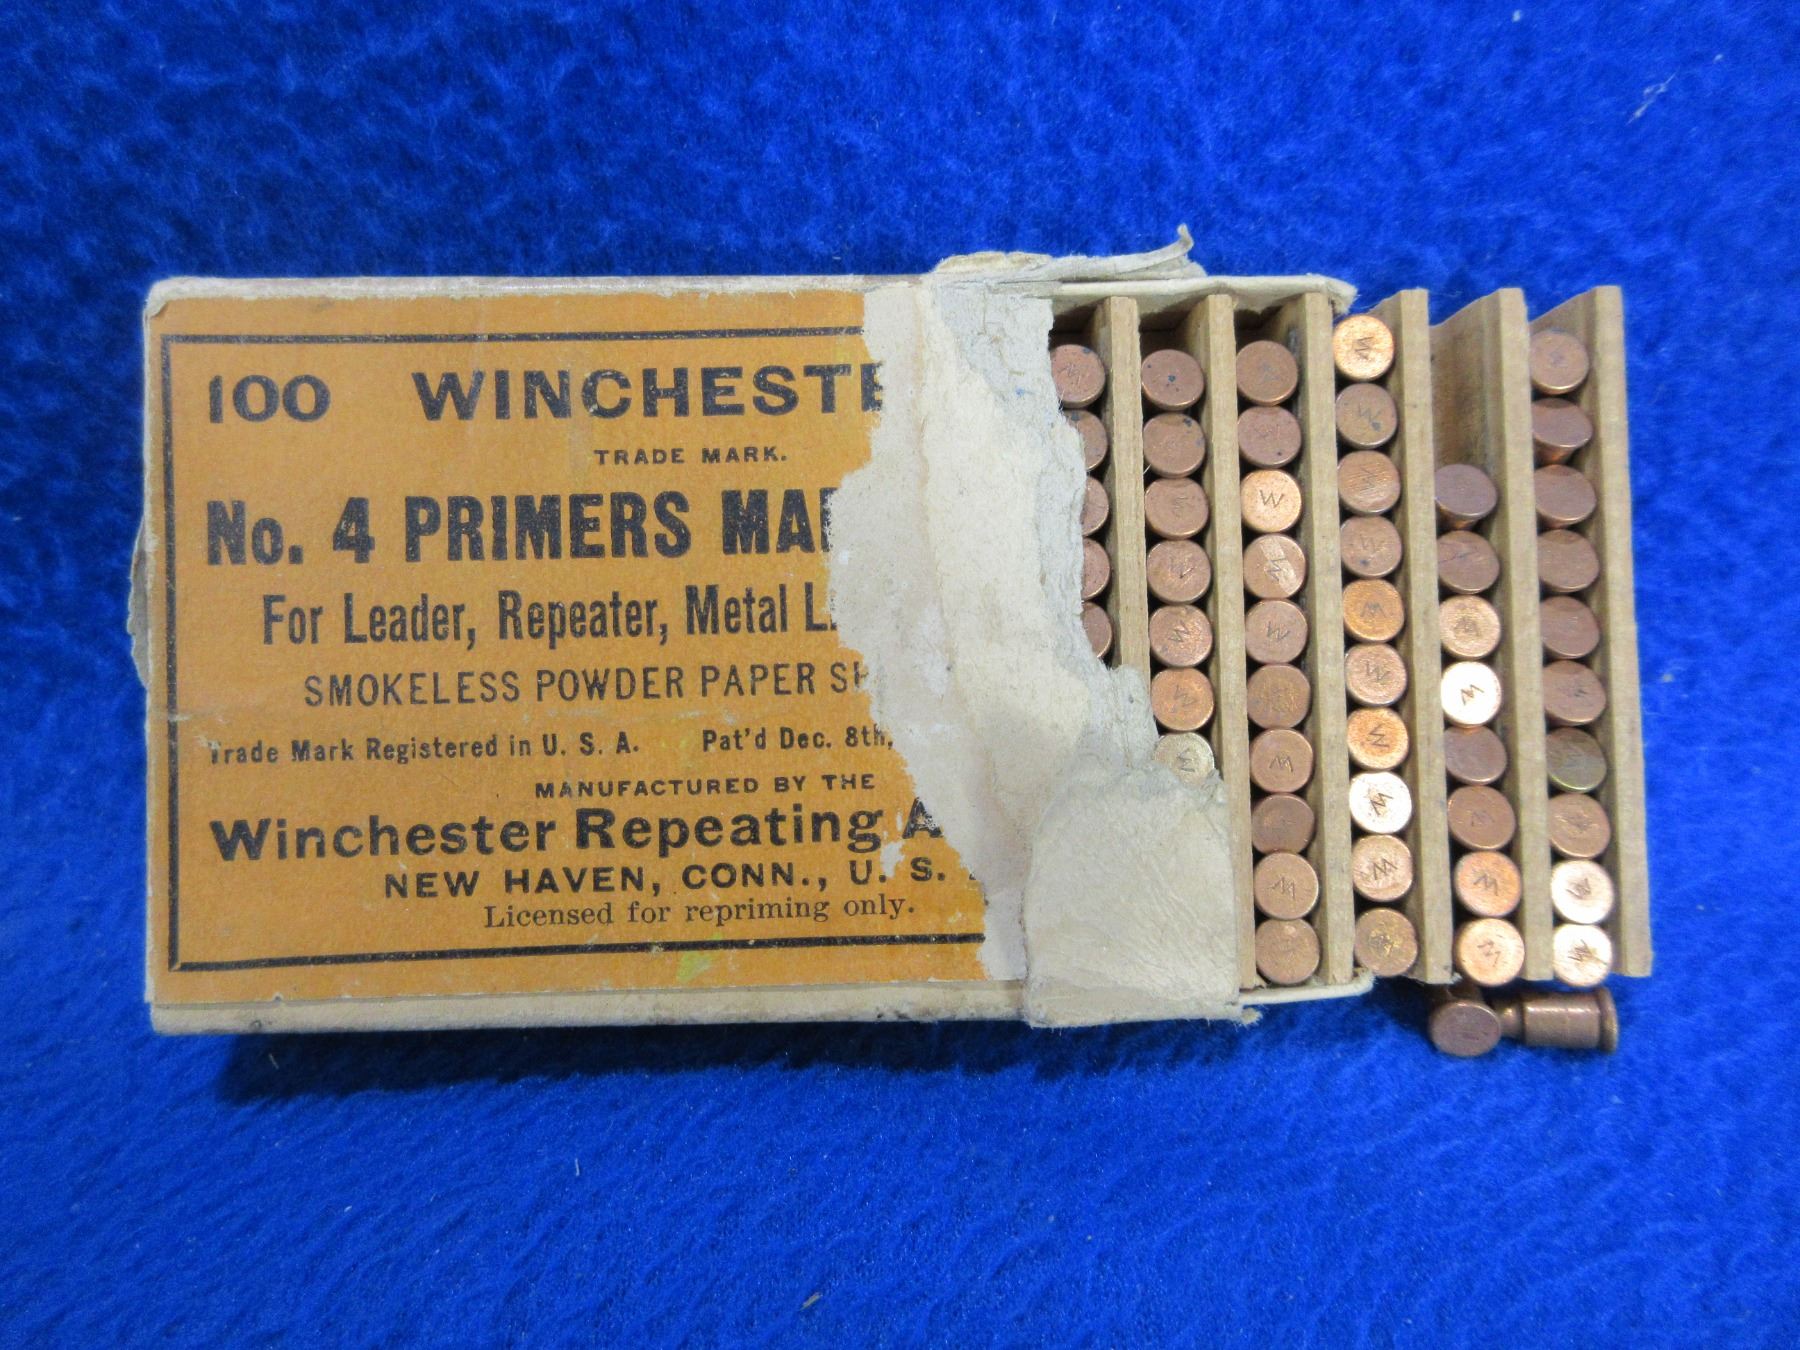 100 WINCHESTE
TRADE MARK.
No. 4 PRIMERS MA
For Leader, Repeater, Metal L
SMOKELESS POWDER PAPER SH
Trade Mark Registered in U. S. A. Pat'd Dec. 8th,
MANUFACTURED BY THE
Winchester Repeating A
NEW HAVEN, CONN., U. S.
Licensed for repriming only.
W